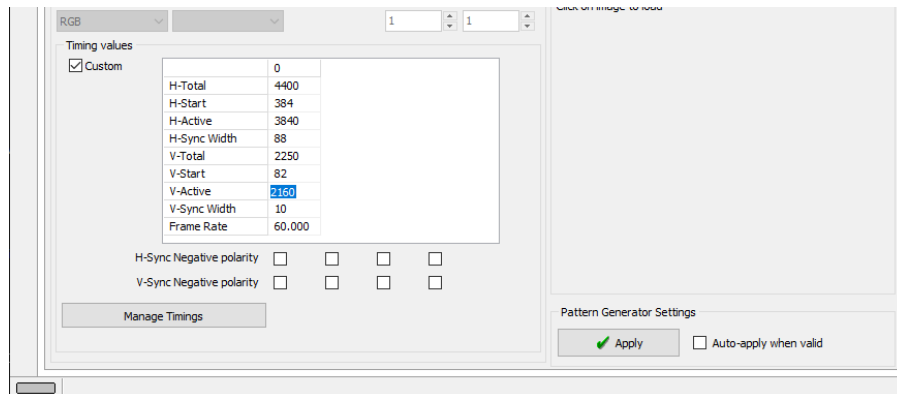 Click on image to load
RGB
1
1
Timing values
Custom
0
H-Total 4400
H-Start 384
H-Active 3840
H-Sync Width 88
V-Total 2250
V-Start 82
V-Active 2160
V-Sync Width 10
Frame Rate 60.000
H-Sync Negative polarity
V-Sync Negative polarity
Manage Timings
Pattern Generator Settings
Apply
Auto-apply when valid